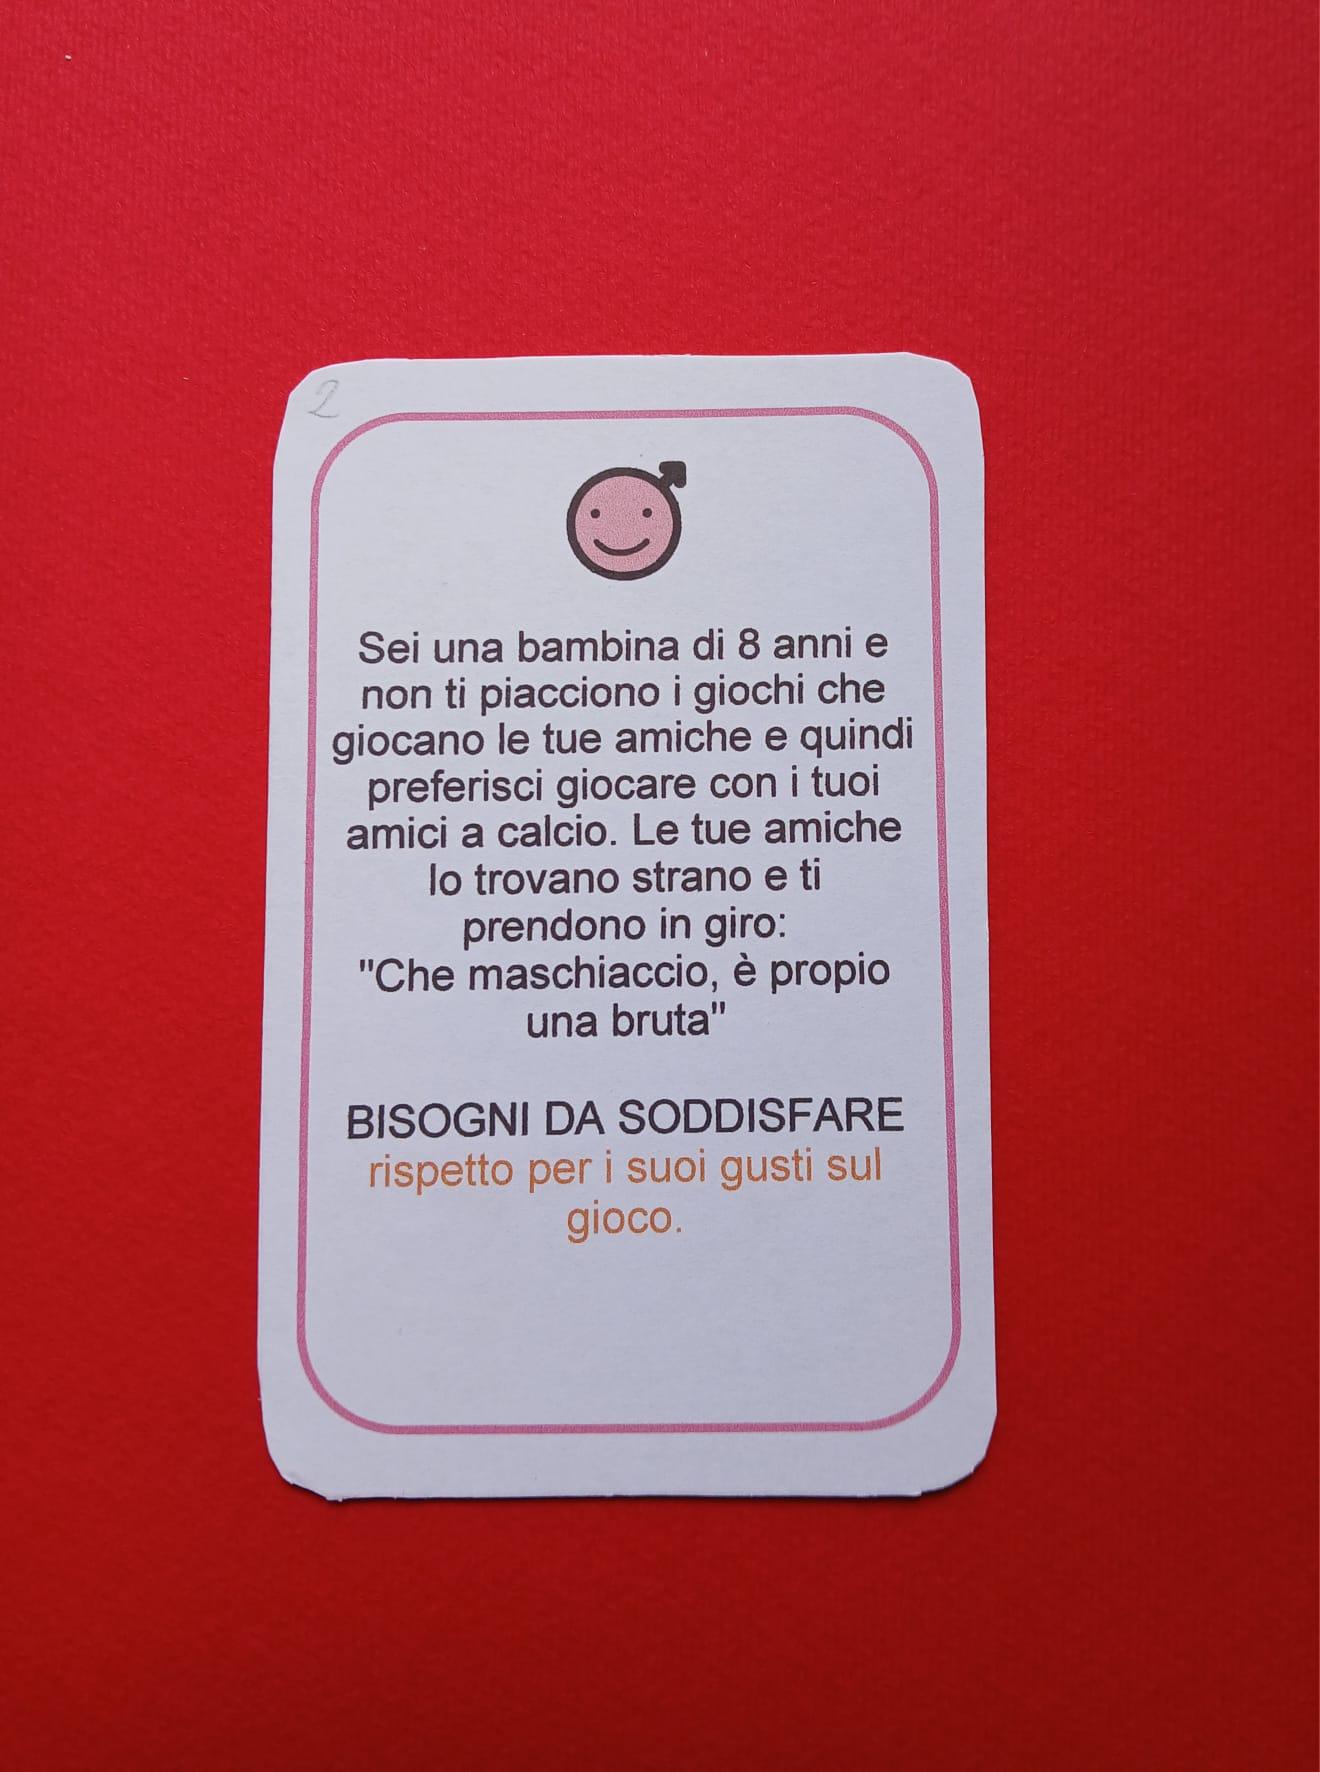 2
Sei una bambina di 8 anni e
non ti piacciono i giochi che
giocano le tue amiche e quindi
preferisci giocare con i tuoi
amici a calcio. Le tue amiche
lo trovano strano e ti
prendono in giro:
"Che maschiaccio, è propio
una bruta"
BISOGNI DA SODDISFARE
rispetto per i suoi gusti sul
gioco.